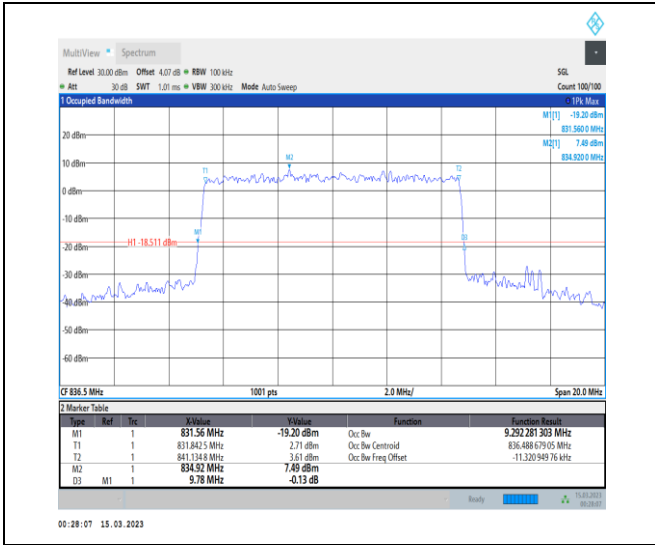 MultiView Spectrum
Ref Level 30.00 dBm Offset 4.07 dB RBW 100 kHz SGL
Att 30 dB SWT 1.01 ms VBW 300 kHz Mode Auto Sweep Count 100/100
1 Occupied Bandwidth 1Pk Max
M1[1] -19.20 dBm
831.560 0 MHz
20 dBm
M2[1] 7.49 dBm
834.920 0 MHz
M2
T1 T2
10 dBm
0 dBm
-10 dBm
M1 D3
H1 -18.511 dBm
-20 dBm
-30 dBm
-40 dBm
-50 dBm
-60 dBm
CF 836.5 MHz 1001 pts 2.0 MHz/ Span 20.0 MHz
2 Marker Table
Type Ref Trc X-Value Y-Value Function Function Result
M1 1 831.56 MHz -19.20 dBm Occ Bw 9.292 281 303 MHz
T1 1 831.842 5 MHz 2.71 dBm Occ Bw Centroid 836.488 679 05 MHz
T2 1 841.134 8 MHz 3.61 dBm Occ Bw Freq Offset -11.320 949 76 kHz
M2 1 834.92 MHz 7.49 dBm
D3 M1 1 9.78 MHz -0.13 dB
Ready 15.03.2023
00:28:07
00:28:07 15.03.2023